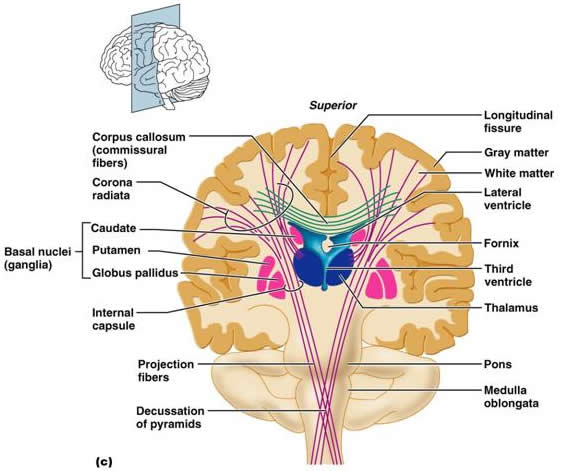 Superior
Corpus callosum
(commissural
fibers)
Corona
radiata
Caudate
Basal nuclei
(ganglia)
Putamen
Globus pallidus
Internal
capsule
Projection
fibers
Decussation
of pyramids
Longitudinal
fissure
Gray matter
White matter
Lateral
ventricle
Fornix
Third
ventricle
Thalamus
Pons
Medulla
oblongata
(c)